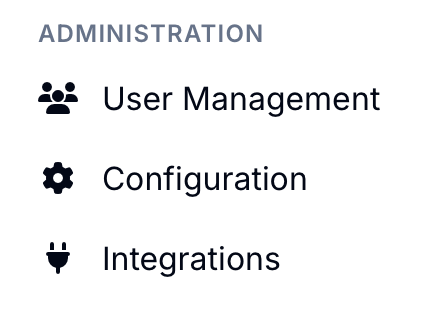 ADMINISTRATION
User Management
Configuration
Integrations